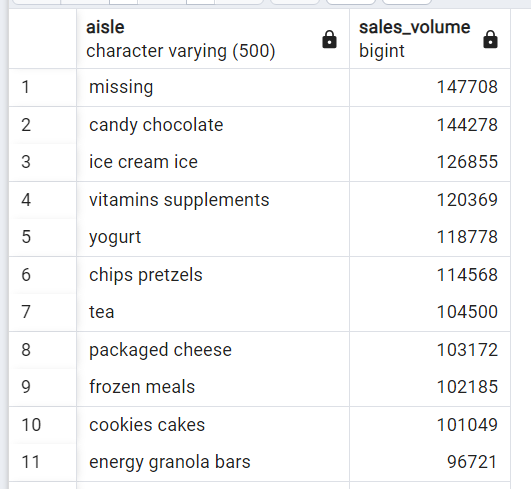 aisle sales_volume
character varying (500) bigint
1 missing 147708
2 candy chocolate 144278
3 ice cream ice 126855
4 vitamins supplements 120369
5 yogurt 118778
6 chips pretzels 114568
7 tea 104500
8 packaged cheese 103172
9 frozen meals 102185
10 cookies cakes 101049
11 energy granola bars 96721